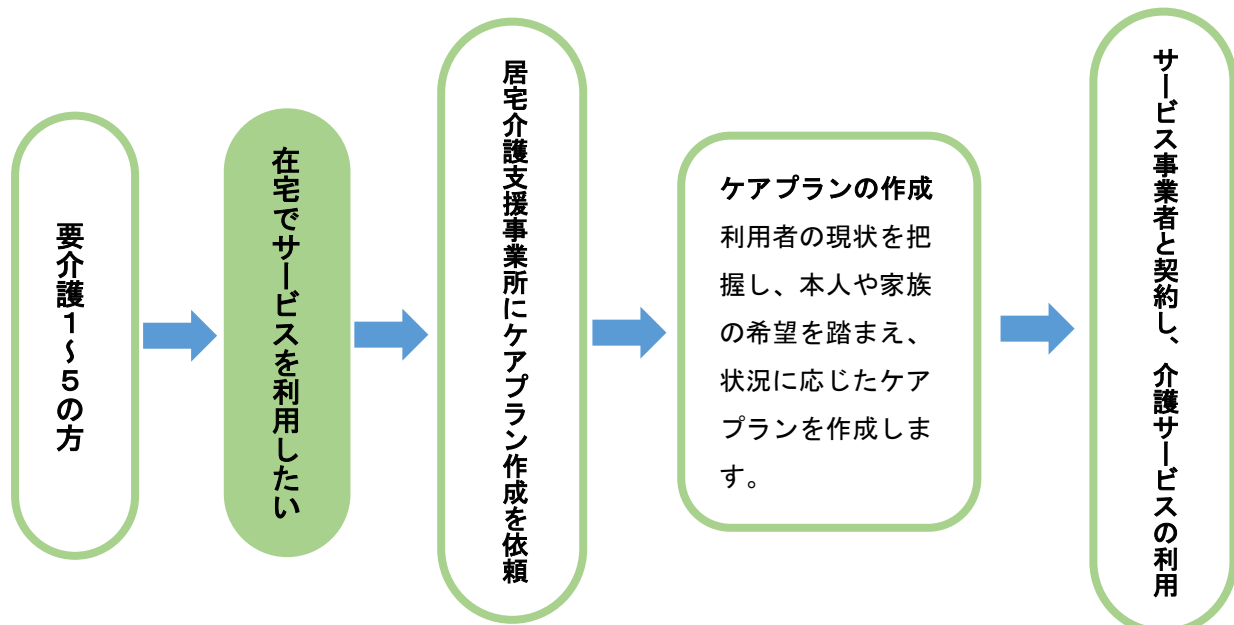 要介護１～５の方
在宅でサービスを利用したい
居宅介護支援事業所にケアプラン作成を依頼
ケアプランの作成
利用者の現状を把
握し、本人や家族
の希望を踏まえ、
状況に応じたケア
プランを作成しま
す。
サービス事業者と契約し、介護サービスの利用